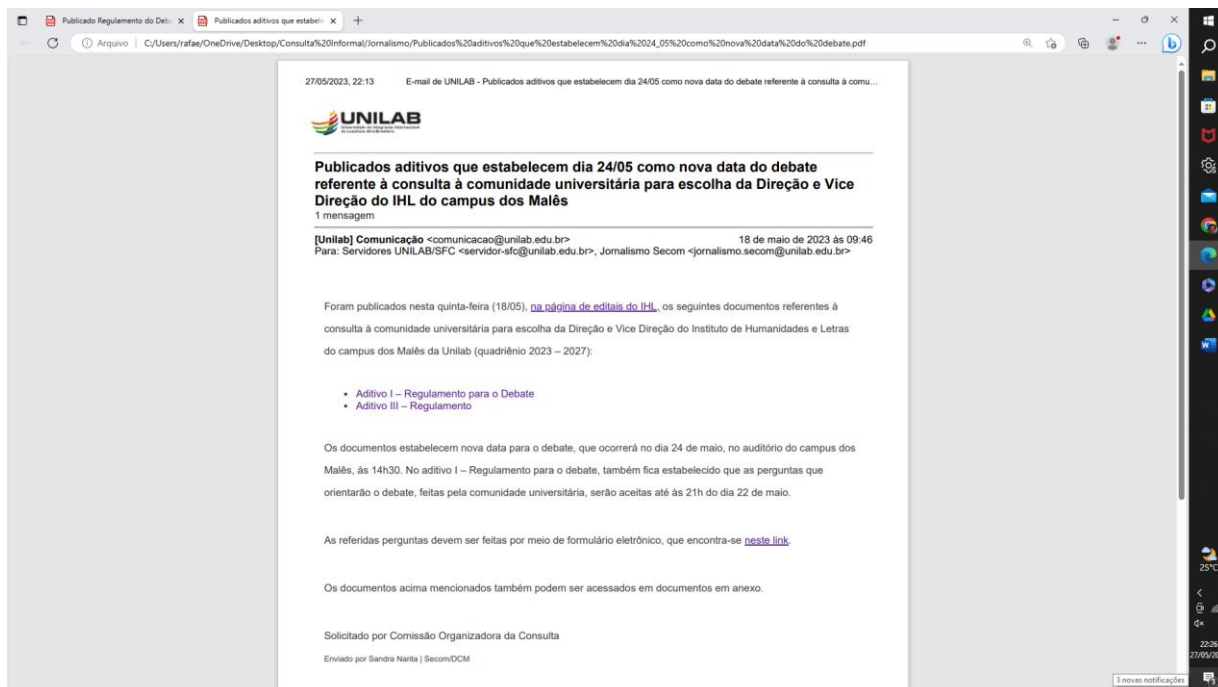 Publicado Regulamento do Deb
Publicados aditivos que estabele
Arquivo | C:/Users/rafae/OneDrive/Desktop/Consulta%20Informal/Jornalismo/Publicados%20aditivos%20que%20estabelecem%20dia%2024_05%20como%20nova%20data%20do%20debate.pdf
27/05/2023, 22:13 E-mail de UNILAB - Publicados aditivos que estabelecem dia 24/05 como nova data do debate referente à consulta à comu…
UNILAB
Publicados aditivos que estabelecem dia 24/05 como nova data do debate
referente à consulta à comunidade universitária para escolha da Direção e Vice
Direção do IHL do campus dos Malês
1 mensagem
[Unilab] Comunicação <comunicacao@unilab.edu.br> 18 de maio de 2023 às 09:46
Para: Servidores UNILAB/SFC <servidor-sfc@unilab.edu.br>, Jornalismo Secom <jornalismo.secom@unilab.edu.br>
Foram publicados nesta quinta-feira (18/05), na página de editais do IHL, os seguintes documentos referentes à
consulta à comunidade universitária para escolha da Direção e Vice Direção do Instituto de Humanidades e Letras
do campus dos Malês da Unilab (quadriênio 2023 – 2027):
• Aditivo I – Regulamento para o Debate
• Aditivo III – Regulamento
Os documentos estabelecem nova data para o debate, que ocorrerá no dia 24 de maio, no auditório do campus dos
Malês, às 14h30. No aditivo I – Regulamento para o debate, também fica estabelecido que as perguntas que
orientarão o debate, feitas pela comunidade universitária, serão aceitas até às 21h do dia 22 de maio.
As referidas perguntas devem ser feitas por meio de formulário eletrônico, que encontra-se neste link.
Os documentos acima mencionados também podem ser acessados em documentos em anexo.
Solicitado por Comissão Organizadora da Consulta
Enviado por Sandra Narita | Secom/DCM
25°C
22:26
27/05/20
3 novas notificações